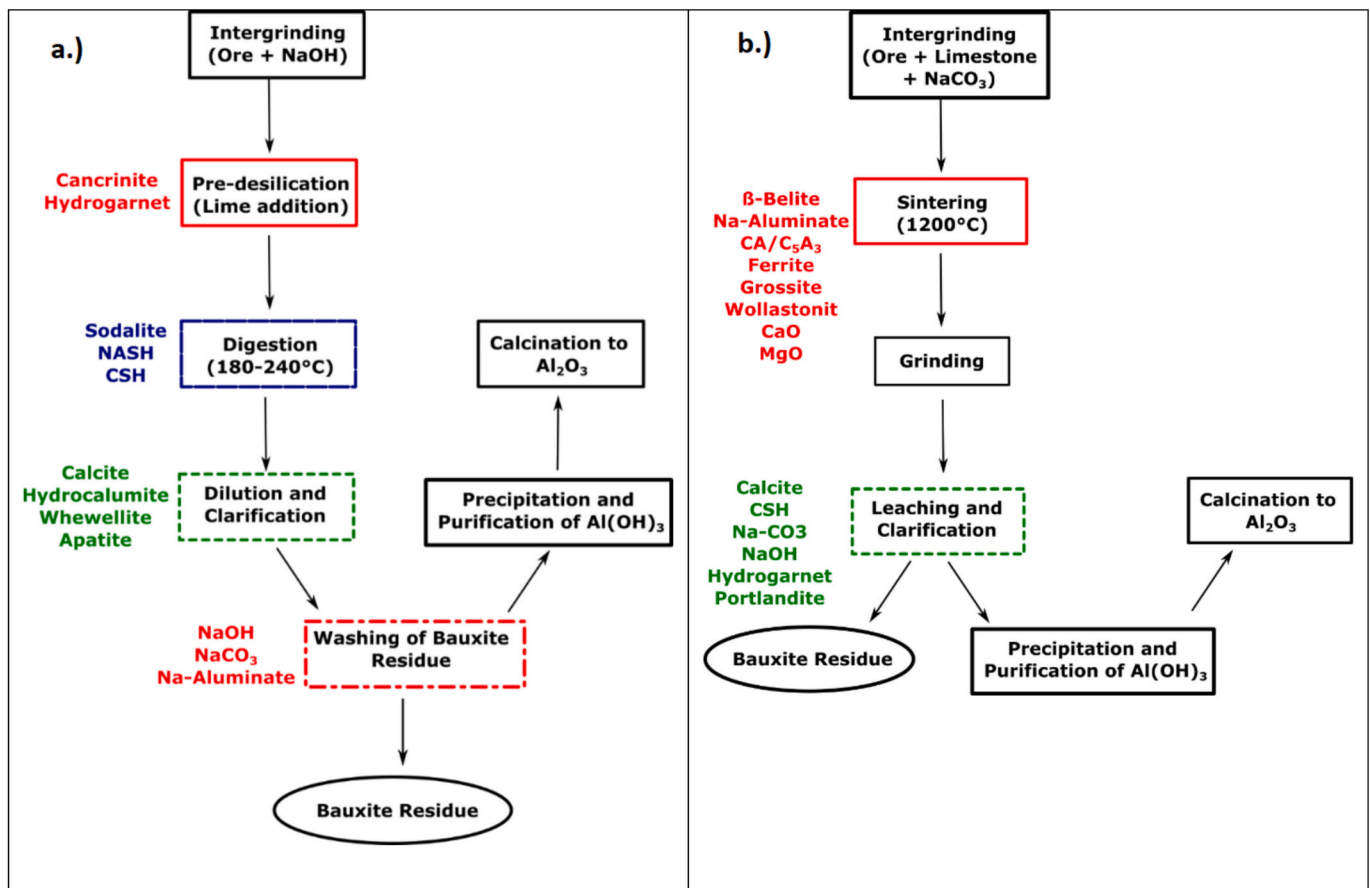 a.)
Intergrinding
(Ore + NaOH)
Cancrinite
Hydrogarnet
Pre-desilication
(Lime addition)
Sodalite
NASH
CSH
Digestion
(180-240°C)
Calcination to
Al₂O₃
Calcite
Hydrocalumite
Whewellite
Apatite
Dilution and
Clarification
Precipitation and
Purification of Al(OH)₃
NaOH
NaCO₃
Na-Aluminate
Washing of Bauxite
Residue
Bauxite Residue
b.)
Intergrinding
(Ore + Limestone
+ NaCO₃)
ß-Belite
Na-Aluminate
CA/C₅A₃
Ferrite
Grossite
Wollastonit
CaO
MgO
Sintering
(1200°C)
Grinding
Calcite
CSH
Na-CO3
NaOH
Hydrogarnet
Portlandite
Leaching and
Clarification
Calcination to
Al₂O₃
Bauxite Residue
Precipitation and
Purification of Al(OH)₃